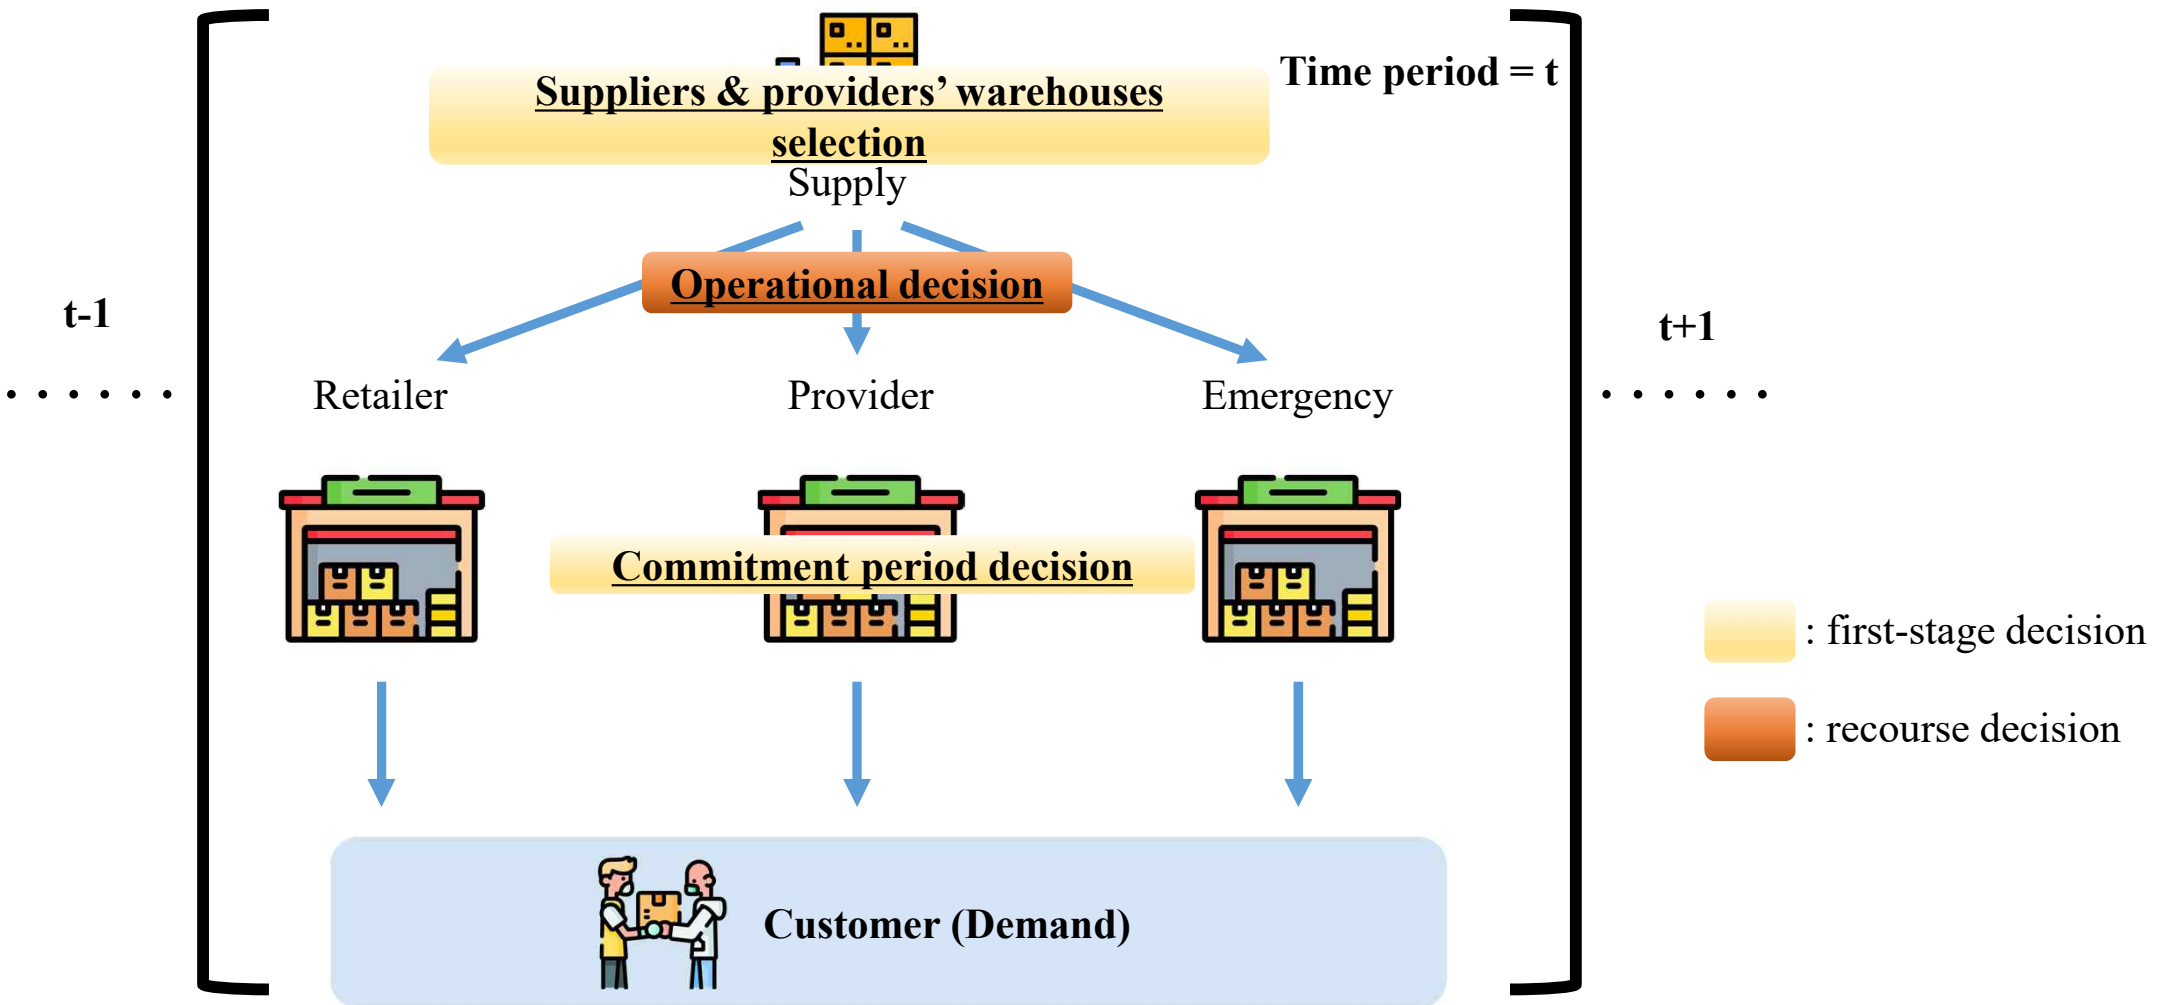 Time period = t
Suppliers & providers’ warehouses
selection
Supply
Operational decision
t-1
t+1
. . . . . .
. . . . . .
Retailer
Provider
Emergency
Commitment period decision
: first-stage decision
: recourse decision
Customer (Demand)